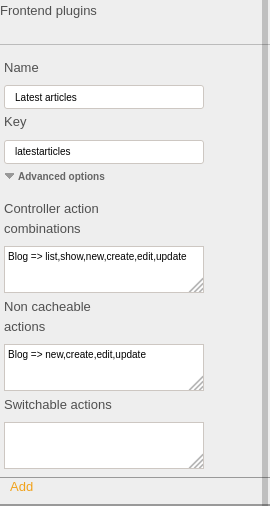 Frontend plugins
Name
Latest articles
Key
latestarticles
Advanced options
Controller action
combinations
Blog => list,show,new,create,edit,update
Non cacheable
actions
Blog => new,create,edit,update
Switchable actions
Add